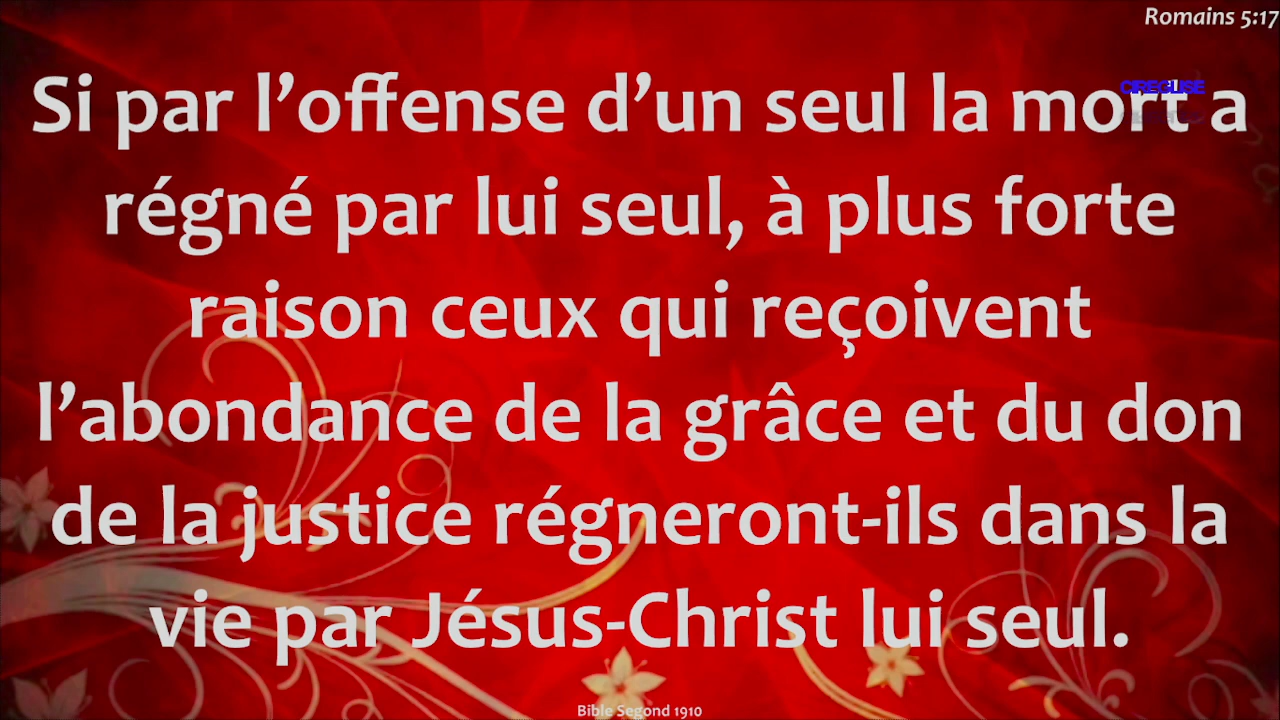 Romains 5:17
Si par l’offense d’un seul la mort a
régné par lui seul, à plus forte
raison ceux qui reçoivent
l’abondance de la grâce et du don
de la justice régneront-ils dans la
vie par Jésus-Christ lui seul.
Bible Segond 1910